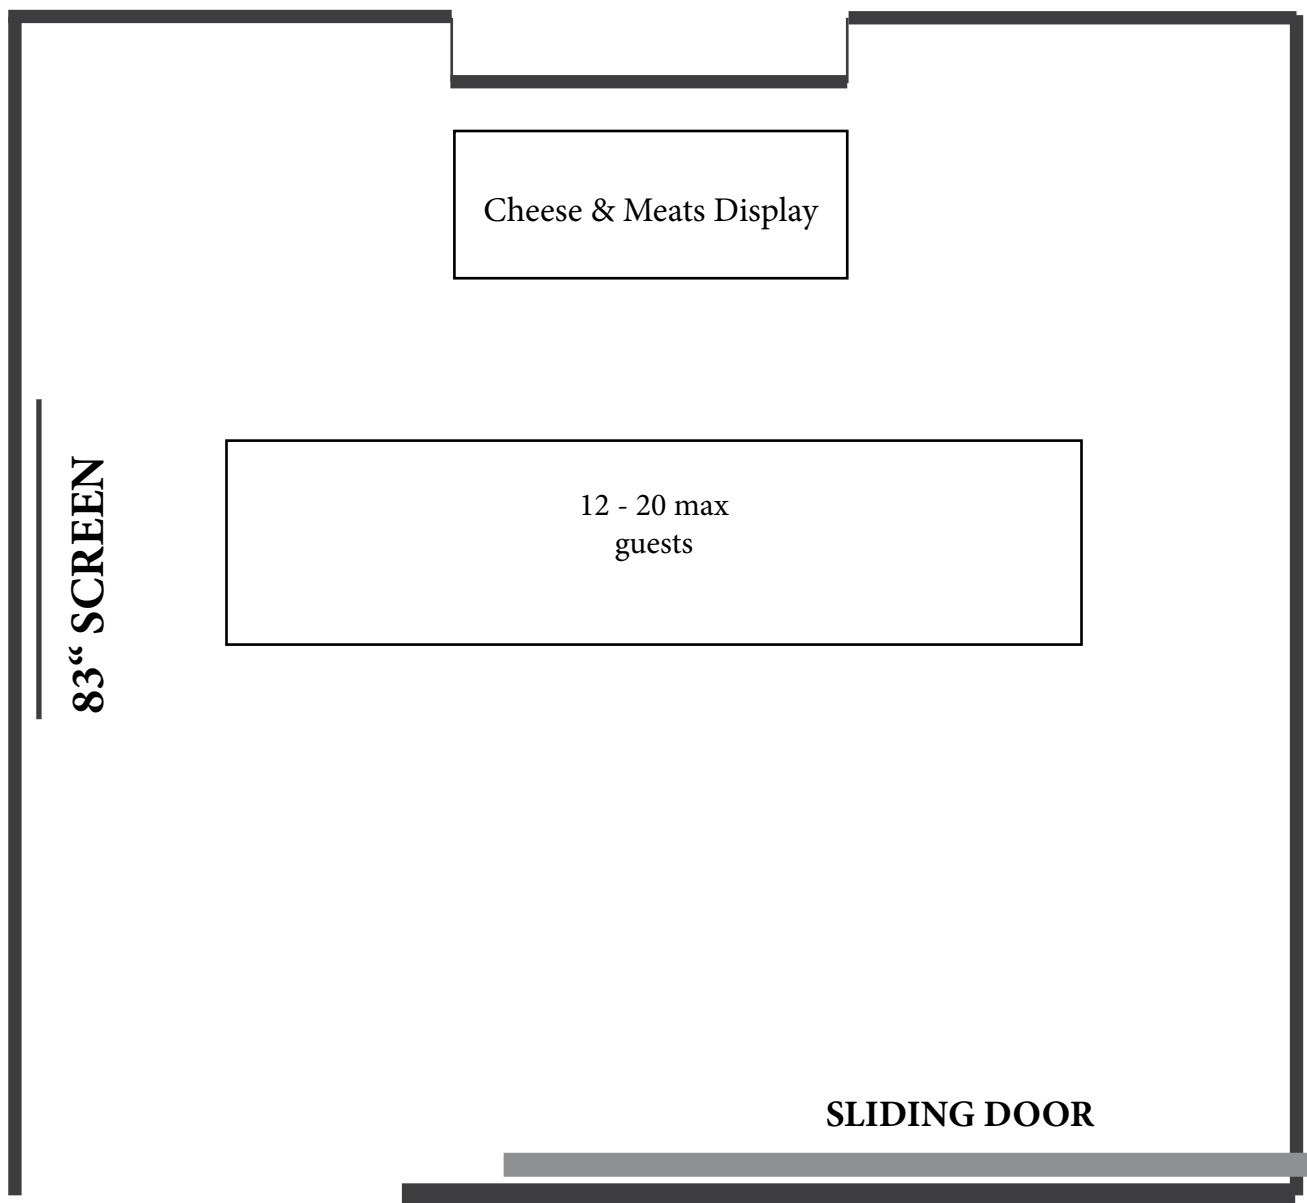 Cheese & Meats Display
83“ SCREEN
12 - 20 max
guests
SLIDING DOOR